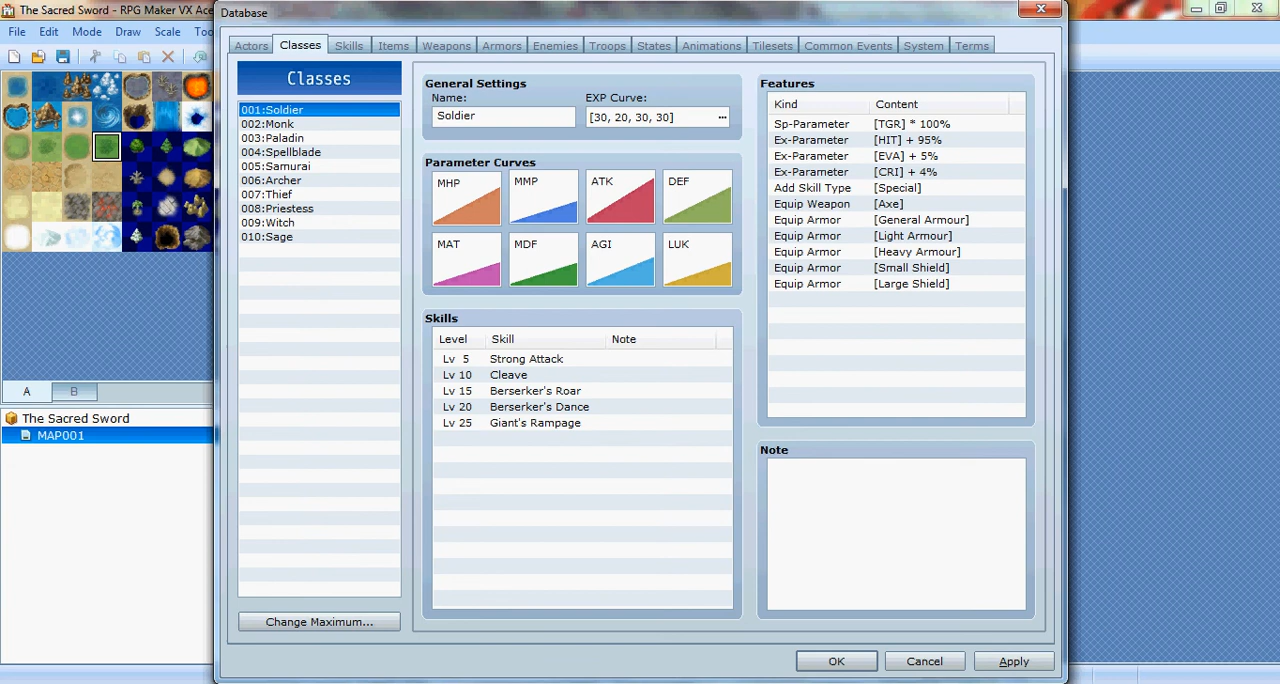 The Sacred Sword - RPG Maker VX Ace
Database
File Edit Mode Draw Scale Too
Actors Classes Skills Items Weapons Armors Enemies Troops States Animations Tilesets Common Events System Terms
Classes
001:Soldier
002:Monk
003:Paladin
004:Spellblade
005:Samurai
006:Archer
007:Thief
008:Priestess
009:Witch
010:Sage
Change Maximum...
General Settings
Name: EXP Curve:
Soldier [30, 20, 30, 30] ...
Parameter Curves
MHP MMP ATK DEF
MAT MDF AGI LUK
Skills
Level Skill Note
Lv 5 Strong Attack
Lv 10 Cleave
Lv 15 Berserker's Roar
Lv 20 Berserker's Dance
Lv 25 Giant's Rampage
Features
Kind Content
Sp-Parameter [TGR] * 100%
Ex-Parameter [HIT] + 95%
Ex-Parameter [EVA] + 5%
Ex-Parameter [CRI] + 4%
Add Skill Type [Special]
Equip Weapon [Axe]
Equip Armor [General Armour]
Equip Armor [Light Armour]
Equip Armor [Heavy Armour]
Equip Armor [Small Shield]
Equip Armor [Large Shield]
Note
A B
The Sacred Sword
MAP001
OK Cancel Apply